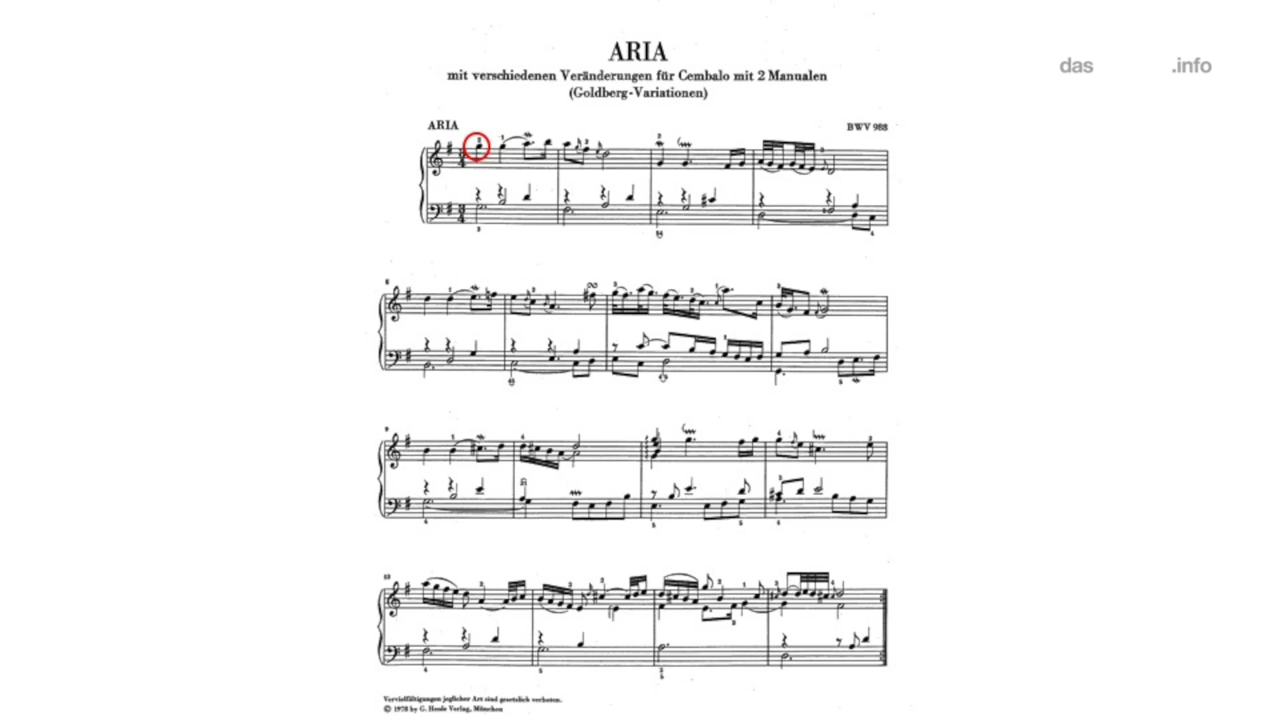 ARIA
das .info
mit verschiedenen Veränderungen für Cembalo mit 2 Manualen
(Goldberg-Variationen)
ARIA
BWV 988
Vervielfältigungen jeglicher Art sind gesetzlich verboten.
© 1978 by G. Henle Verlag, München